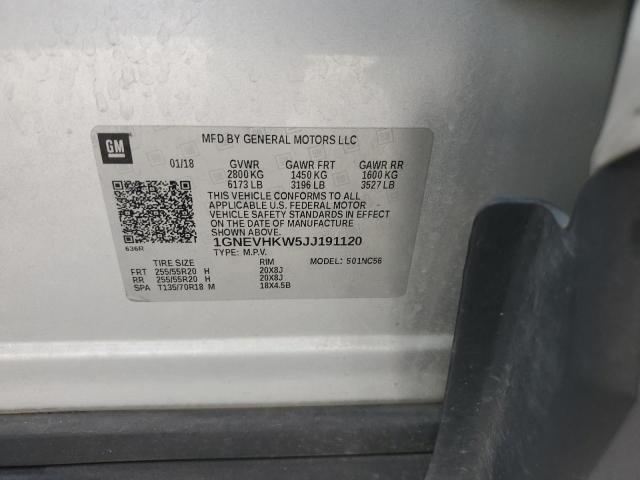 GM
MFD BY GENERAL MOTORS LLC
01/18 GVWR GAWR FRT GAWR RR
2800 KG 1450 KG 1600 KG
6173 LB 3196 LB 3527 LB
THIS VEHICLE CONFORMS TO ALL
APPLICABLE U.S. FEDERAL MOTOR
VEHICLE SAFETY STANDARDS IN EFFECT
ON THE DATE OF MANUFACTURE
SHOWN ABOVE.
1GNEVHKW5JJ191120
636R
TYPE: M.P.V.
TIRE SIZE RIM MODEL: 501NC56
FRT 255/55R20 H 20X8J
RR 255/55R20 H 20X8J
SPA T135/70R18 M 18X4.5B